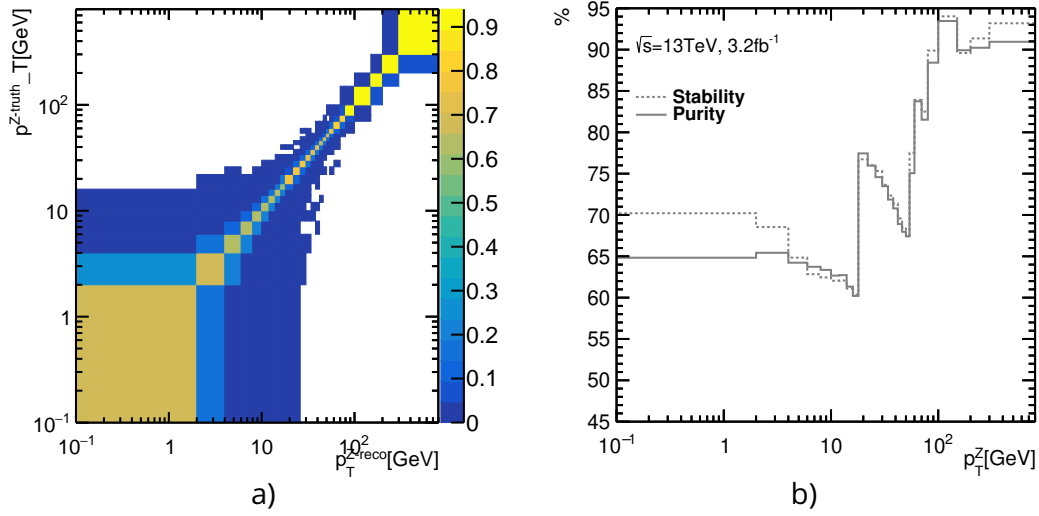 p^Z-truth_T[GeV]
10^2
10
1
10^-1
10^-1 1 10 10^2
p_T^Z-reco[GeV]
0.9
0.8
0.7
0.6
0.5
0.4
0.3
0.2
0.1
0
a)
%
95
90
85
80
75
70
65
60
55
50
45
√s=13TeV, 3.2fb^-1
Stability
Purity
10^-1 1 10 10^2
p_T^Z[GeV]
b)